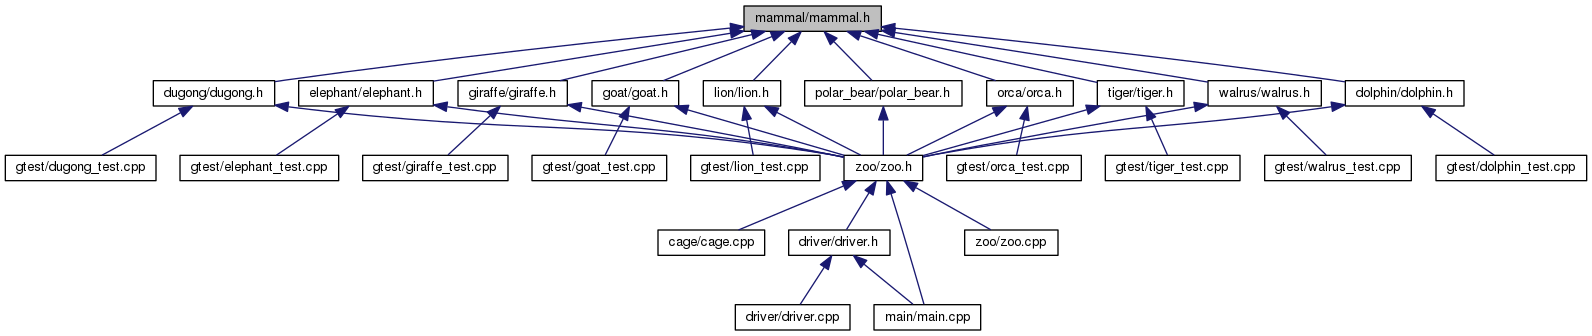 mammal/mammal.h
dugong/dugong.h
elephant/elephant.h
giraffe/giraffe.h
goat/goat.h
lion/lion.h
polar_bear/polar_bear.h
orca/orca.h
tiger/tiger.h
walrus/walrus.h
dolphin/dolphin.h
gtest/dugong_test.cpp
gtest/elephant_test.cpp
gtest/giraffe_test.cpp
gtest/goat_test.cpp
gtest/lion_test.cpp
zoo/zoo.h
gtest/orca_test.cpp
gtest/tiger_test.cpp
gtest/walrus_test.cpp
gtest/dolphin_test.cpp
cage/cage.cpp
driver/driver.h
zoo/zoo.cpp
driver/driver.cpp
main/main.cpp